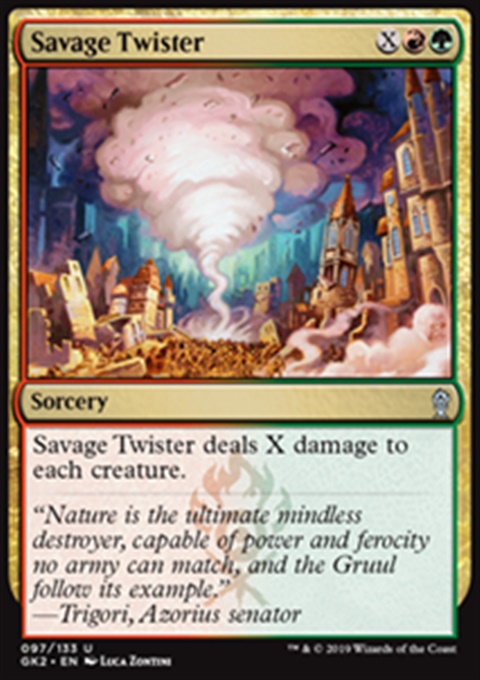 Savage Twister X
Sorcery
Savage Twister deals X damage to
each creature.
“Nature is the ultimate mindless
destroyer, capable of power and ferocity
no army can match, and the Gruul
follow its example.”
—Trigori, Azorius senator
097/133 U
GK2 • EN Luca Zontini
™ & © 2019 Wizards of the Coast